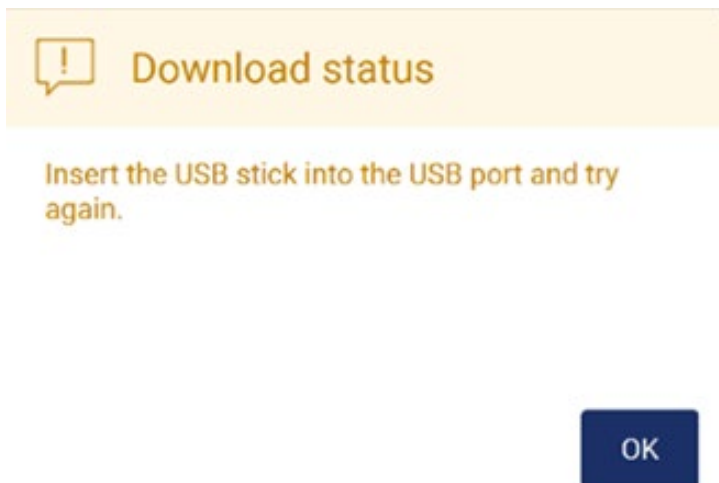 Download status
Insert the USB stick into the USB port and try
again.
OK